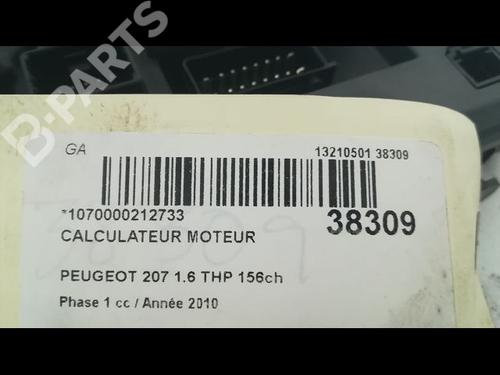 B-PARTS
GA
13210501 38309
*1070000212733
38309
CALCULATEUR MOTEUR
PEUGEOT 207 1.6 THP 156ch
Phase 1 cc / Année 2010